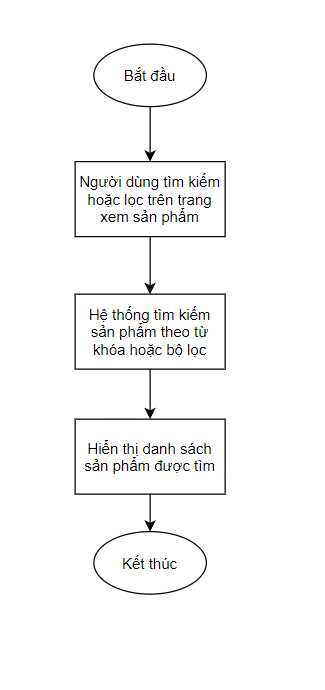 Bắt đầu
Người dùng tìm kiếm
hoặc lọc trên trang
xem sản phẩm
Hệ thống tìm kiếm
sản phẩm theo từ
khóa hoặc bộ lọc
Hiển thị danh sách
sản phẩm được tìm
Kết thúc